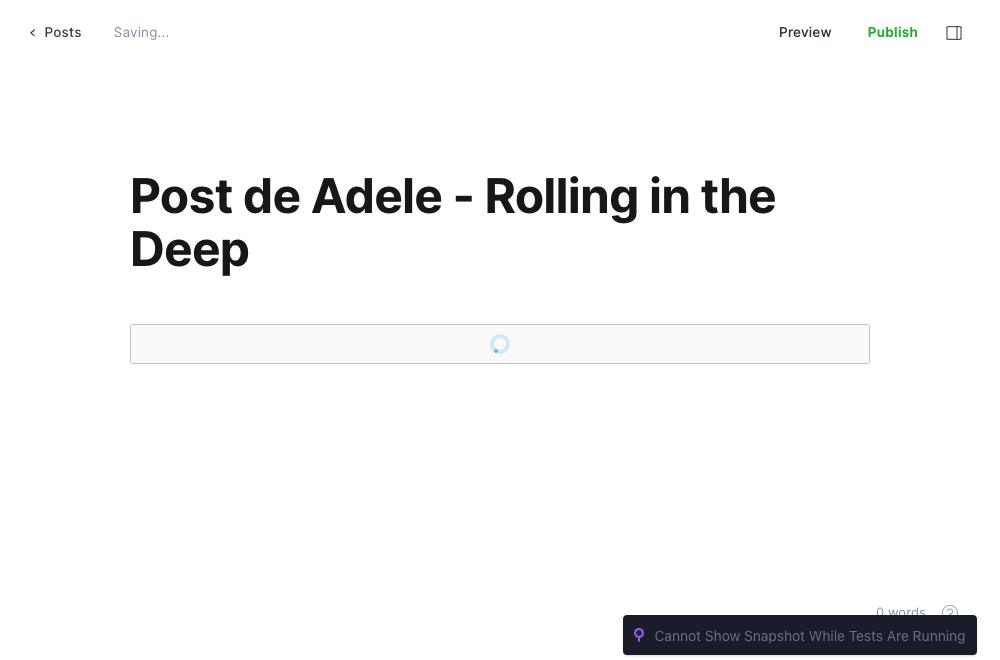 Posts
Saving...
Preview
Publish
Post de Adele - Rolling in the
Deep
0 words
?
Cannot Show Snapshot While Tests Are Running